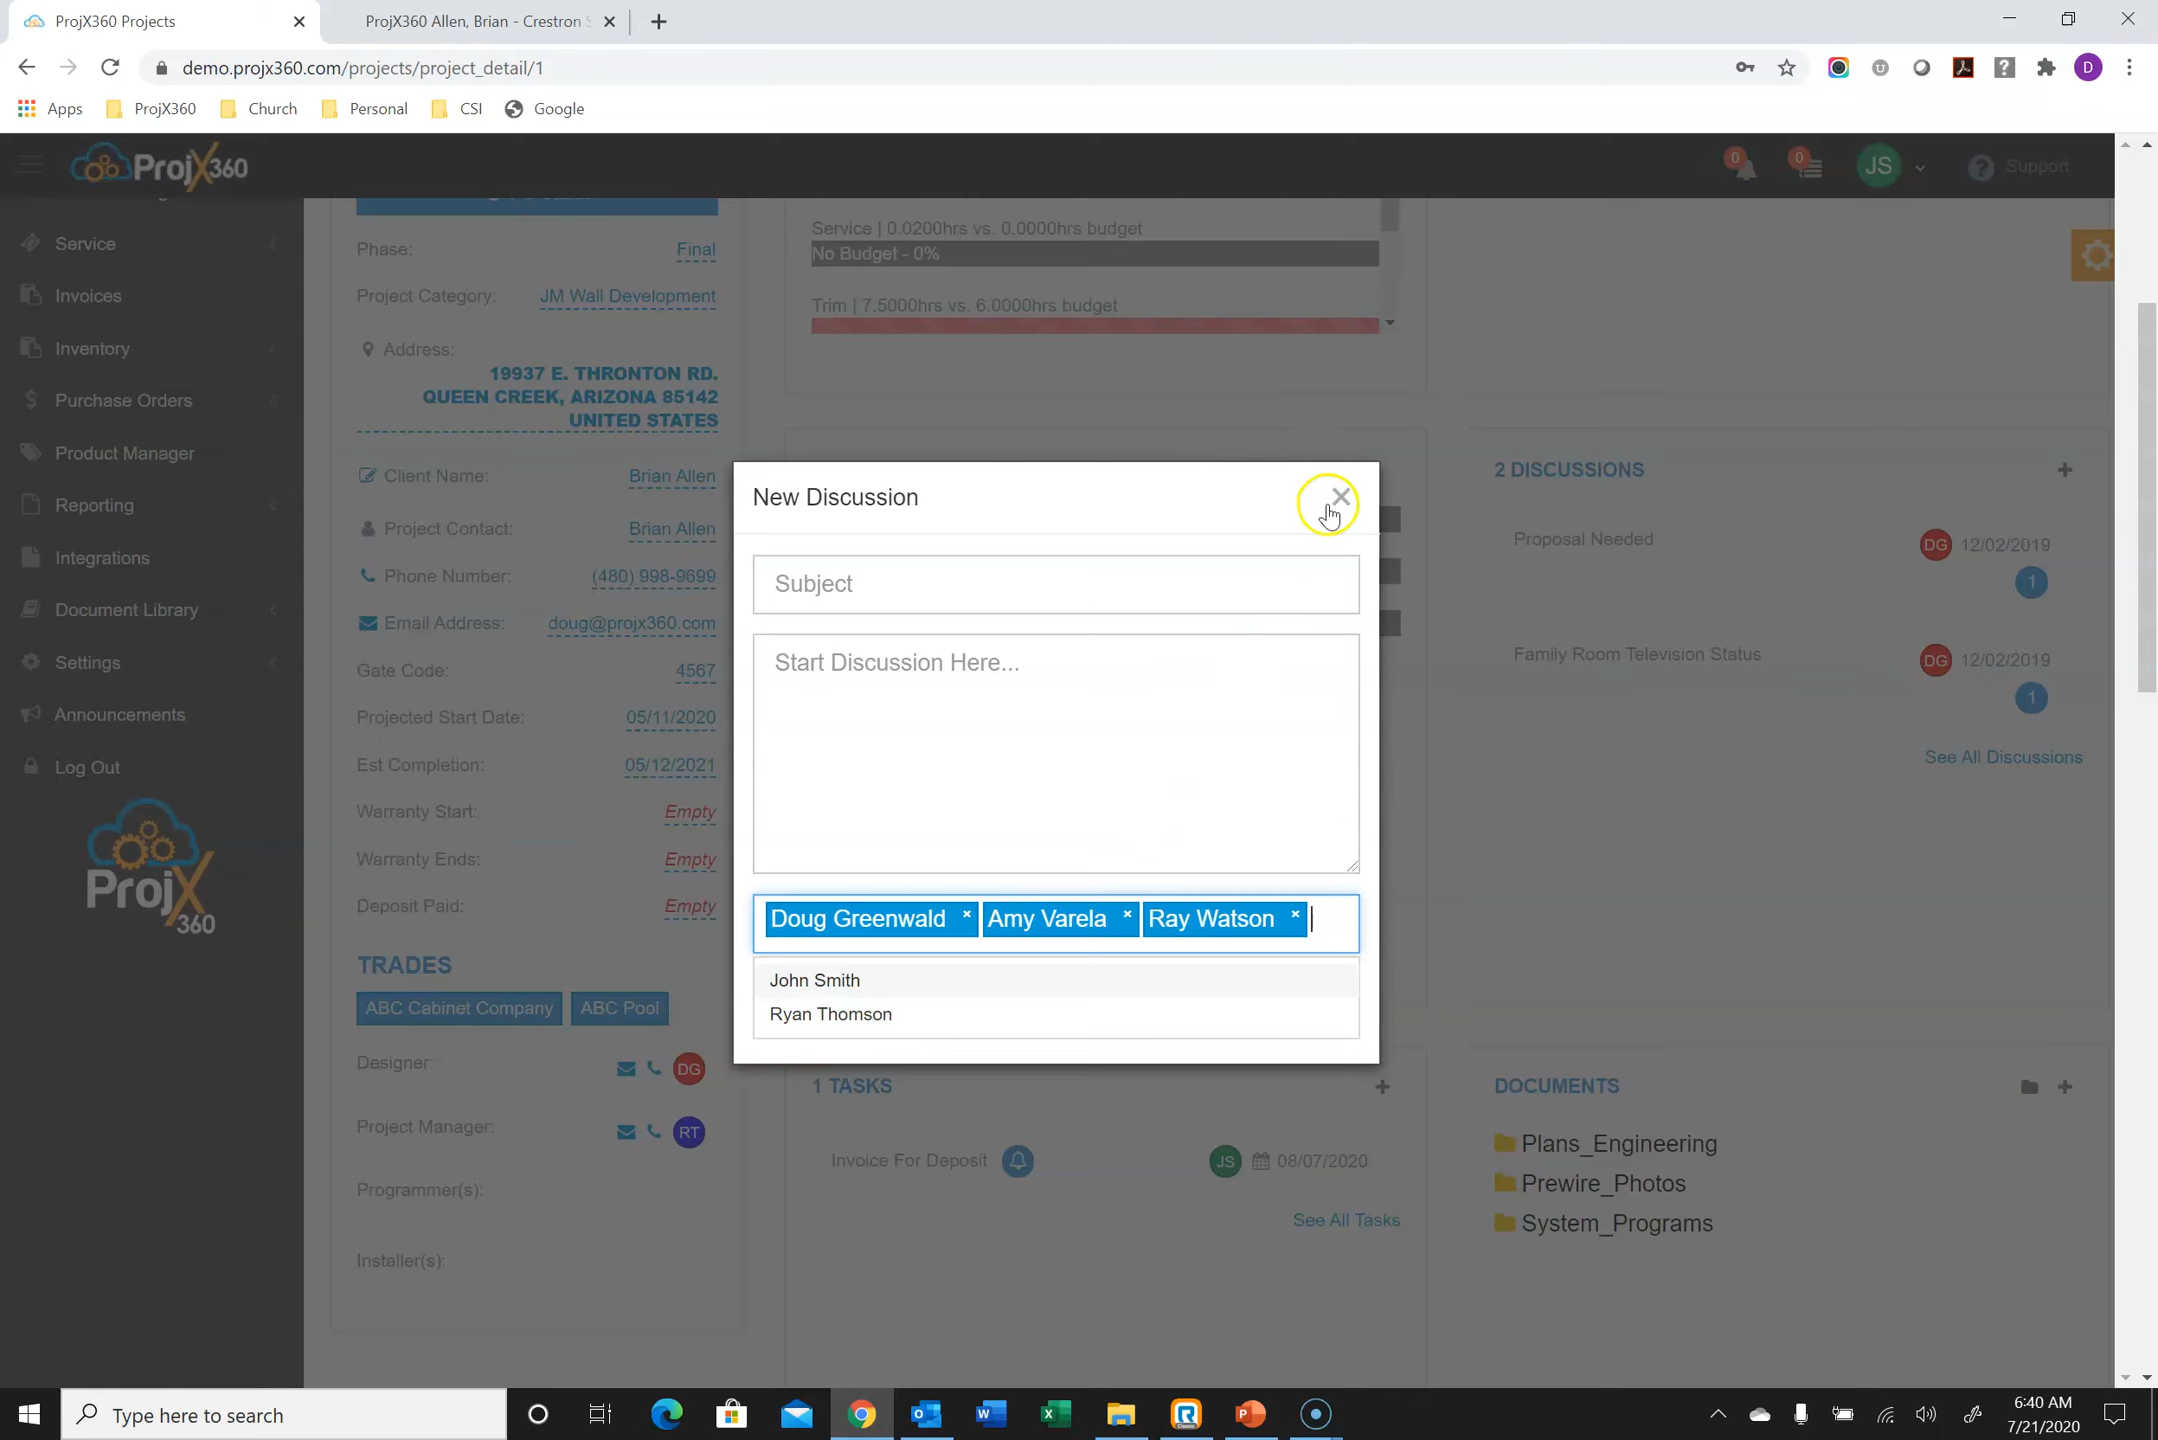 ProjX360 Projects
ProjX360 Allen, Brian - Crestron S
demo.projx360.com/projects/project_detail/1
D
Apps
ProjX360
Church
Personal
CSI
Google
ProjX360
0
0
JS
Support
Service
Invoices
Inventory
Purchase Orders
Product Manager
Reporting
Integrations
Document Library
Settings
Announcements
Log Out
ProjX
360
Phase: Final
Project Category: JM Wall Development
Address:
19937 E. THRONTON RD.
QUEEN CREEK, ARIZONA 85142
UNITED STATES
Client Name: Brian Allen
Project Contact: Brian Allen
Phone Number: (480) 998-9699
Email Address: doug@projx360.com
Gate Code: 4567
Projected Start Date: 05/11/2020
Est Completion: 05/12/2021
Warranty Start: Empty
Warranty Ends: Empty
Deposit Paid: Empty
TRADES
ABC Cabinet Company ABC Pool
Designer: DG
Project Manager: RT
Programmer(s):
Installer(s):
Service | 0.0200hrs vs. 0.0000hrs budget
No Budget - 0%
Trim | 7.5000hrs vs. 6.0000hrs budget
New Discussion
Subject
Start Discussion Here...
Doug Greenwald × Amy Varela × Ray Watson ×
John Smith
Ryan Thomson
1 TASKS
Invoice For Deposit JS 08/07/2020
See All Tasks
2 DISCUSSIONS
Proposal Needed DG 12/02/2019
1
Family Room Television Status DG 12/02/2019
1
See All Discussions
DOCUMENTS
Plans_Engineering
Prewire_Photos
System_Programs
Type here to search
6:40 AM
7/21/2020